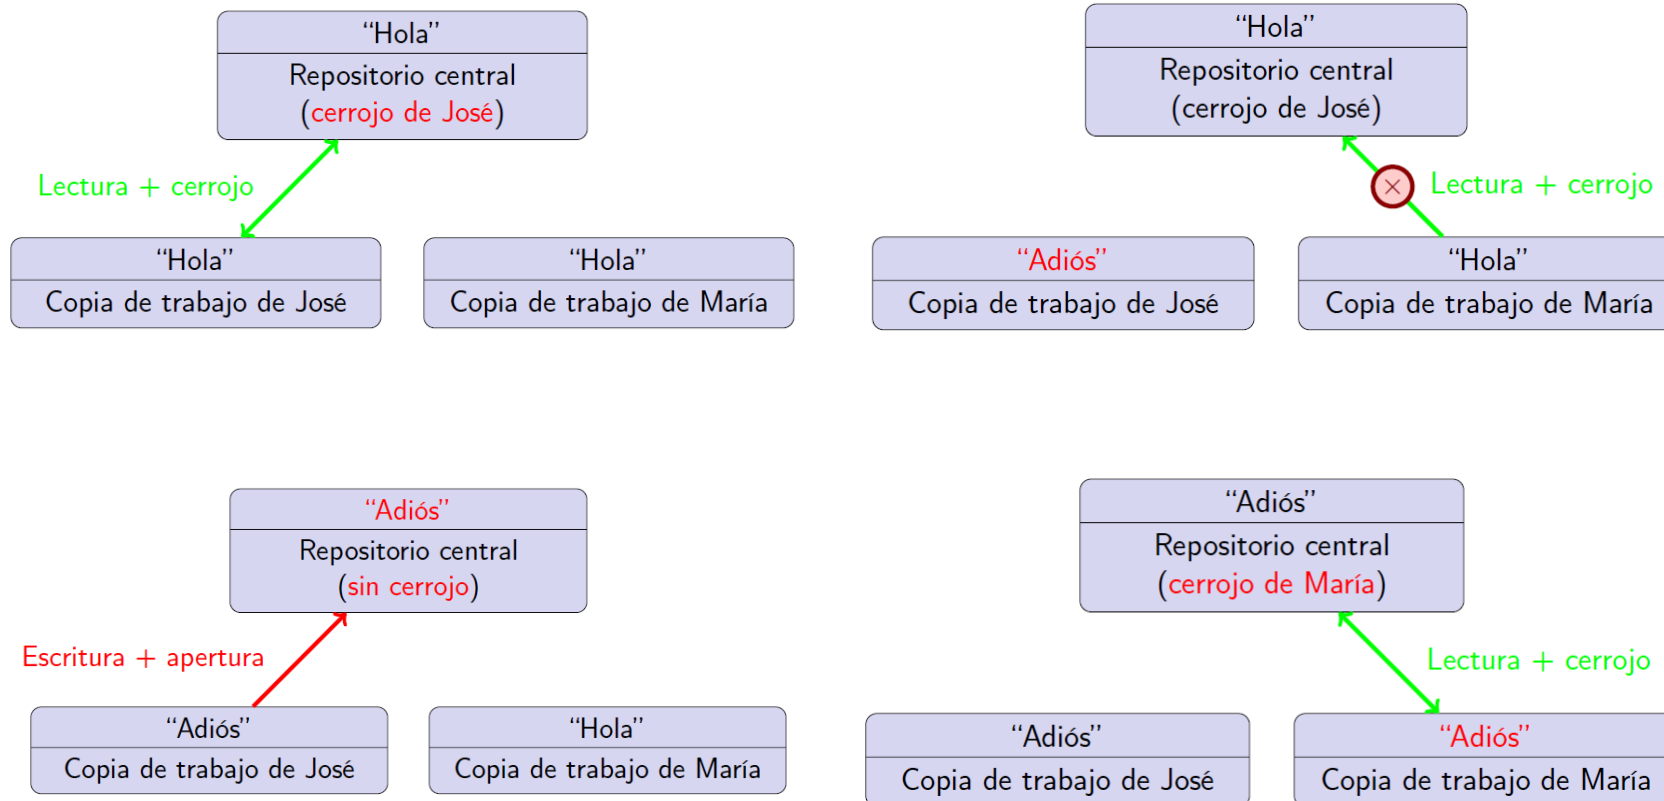 “Hola”
Repositorio central
(cerrojo de José)
Lectura + cerrojo
“Hola”
Copia de trabajo de José
“Hola”
Copia de trabajo de María
“Hola”
Repositorio central
(cerrojo de José)
Lectura + cerrojo
“Adiós”
Copia de trabajo de José
“Hola”
Copia de trabajo de María
“Adiós”
Repositorio central
(sin cerrojo)
Escritura + apertura
“Adiós”
Copia de trabajo de José
“Hola”
Copia de trabajo de María
“Adiós”
Repositorio central
(cerrojo de María)
Lectura + cerrojo
“Adiós”
Copia de trabajo de José
“Adiós”
Copia de trabajo de María